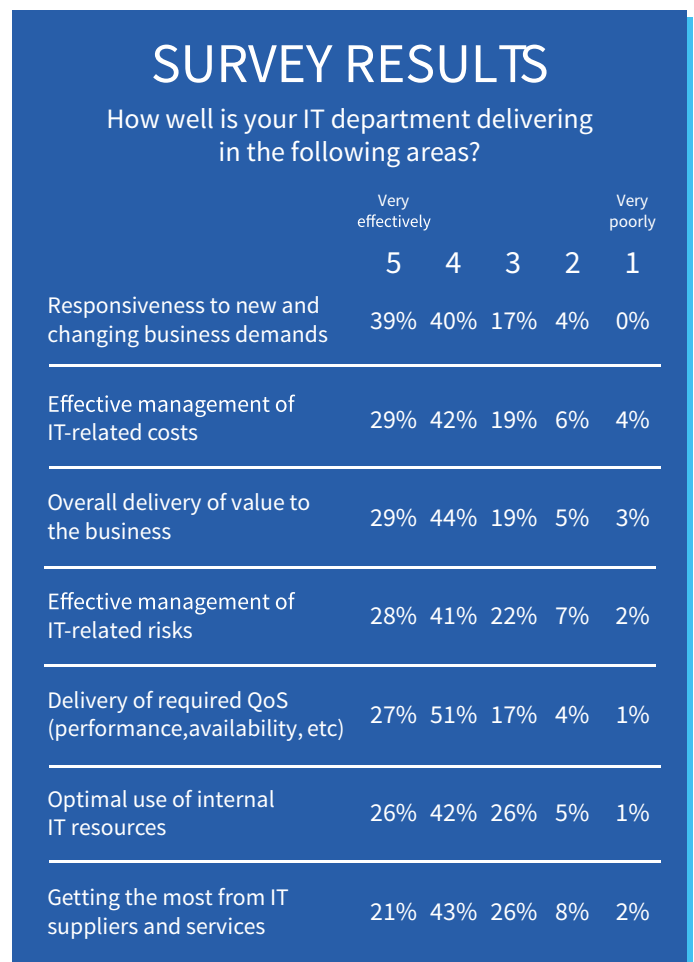 SURVEY RESULTS
How well is your IT department delivering
in the following areas?
Very
effectively
Very
poorly
5 4 3 2 1
Responsiveness to new and
changing business demands
39% 40% 17% 4% 0%
Effective management of
IT-related costs
29% 42% 19% 6% 4%
Overall delivery of value to
the business
29% 44% 19% 5% 3%
Effective management of
IT-related risks
28% 41% 22% 7% 2%
Delivery of required QoS
(performance,availability, etc)
27% 51% 17% 4% 1%
Optimal use of internal
IT resources
26% 42% 26% 5% 1%
Getting the most from IT
suppliers and services
21% 43% 26% 8% 2%